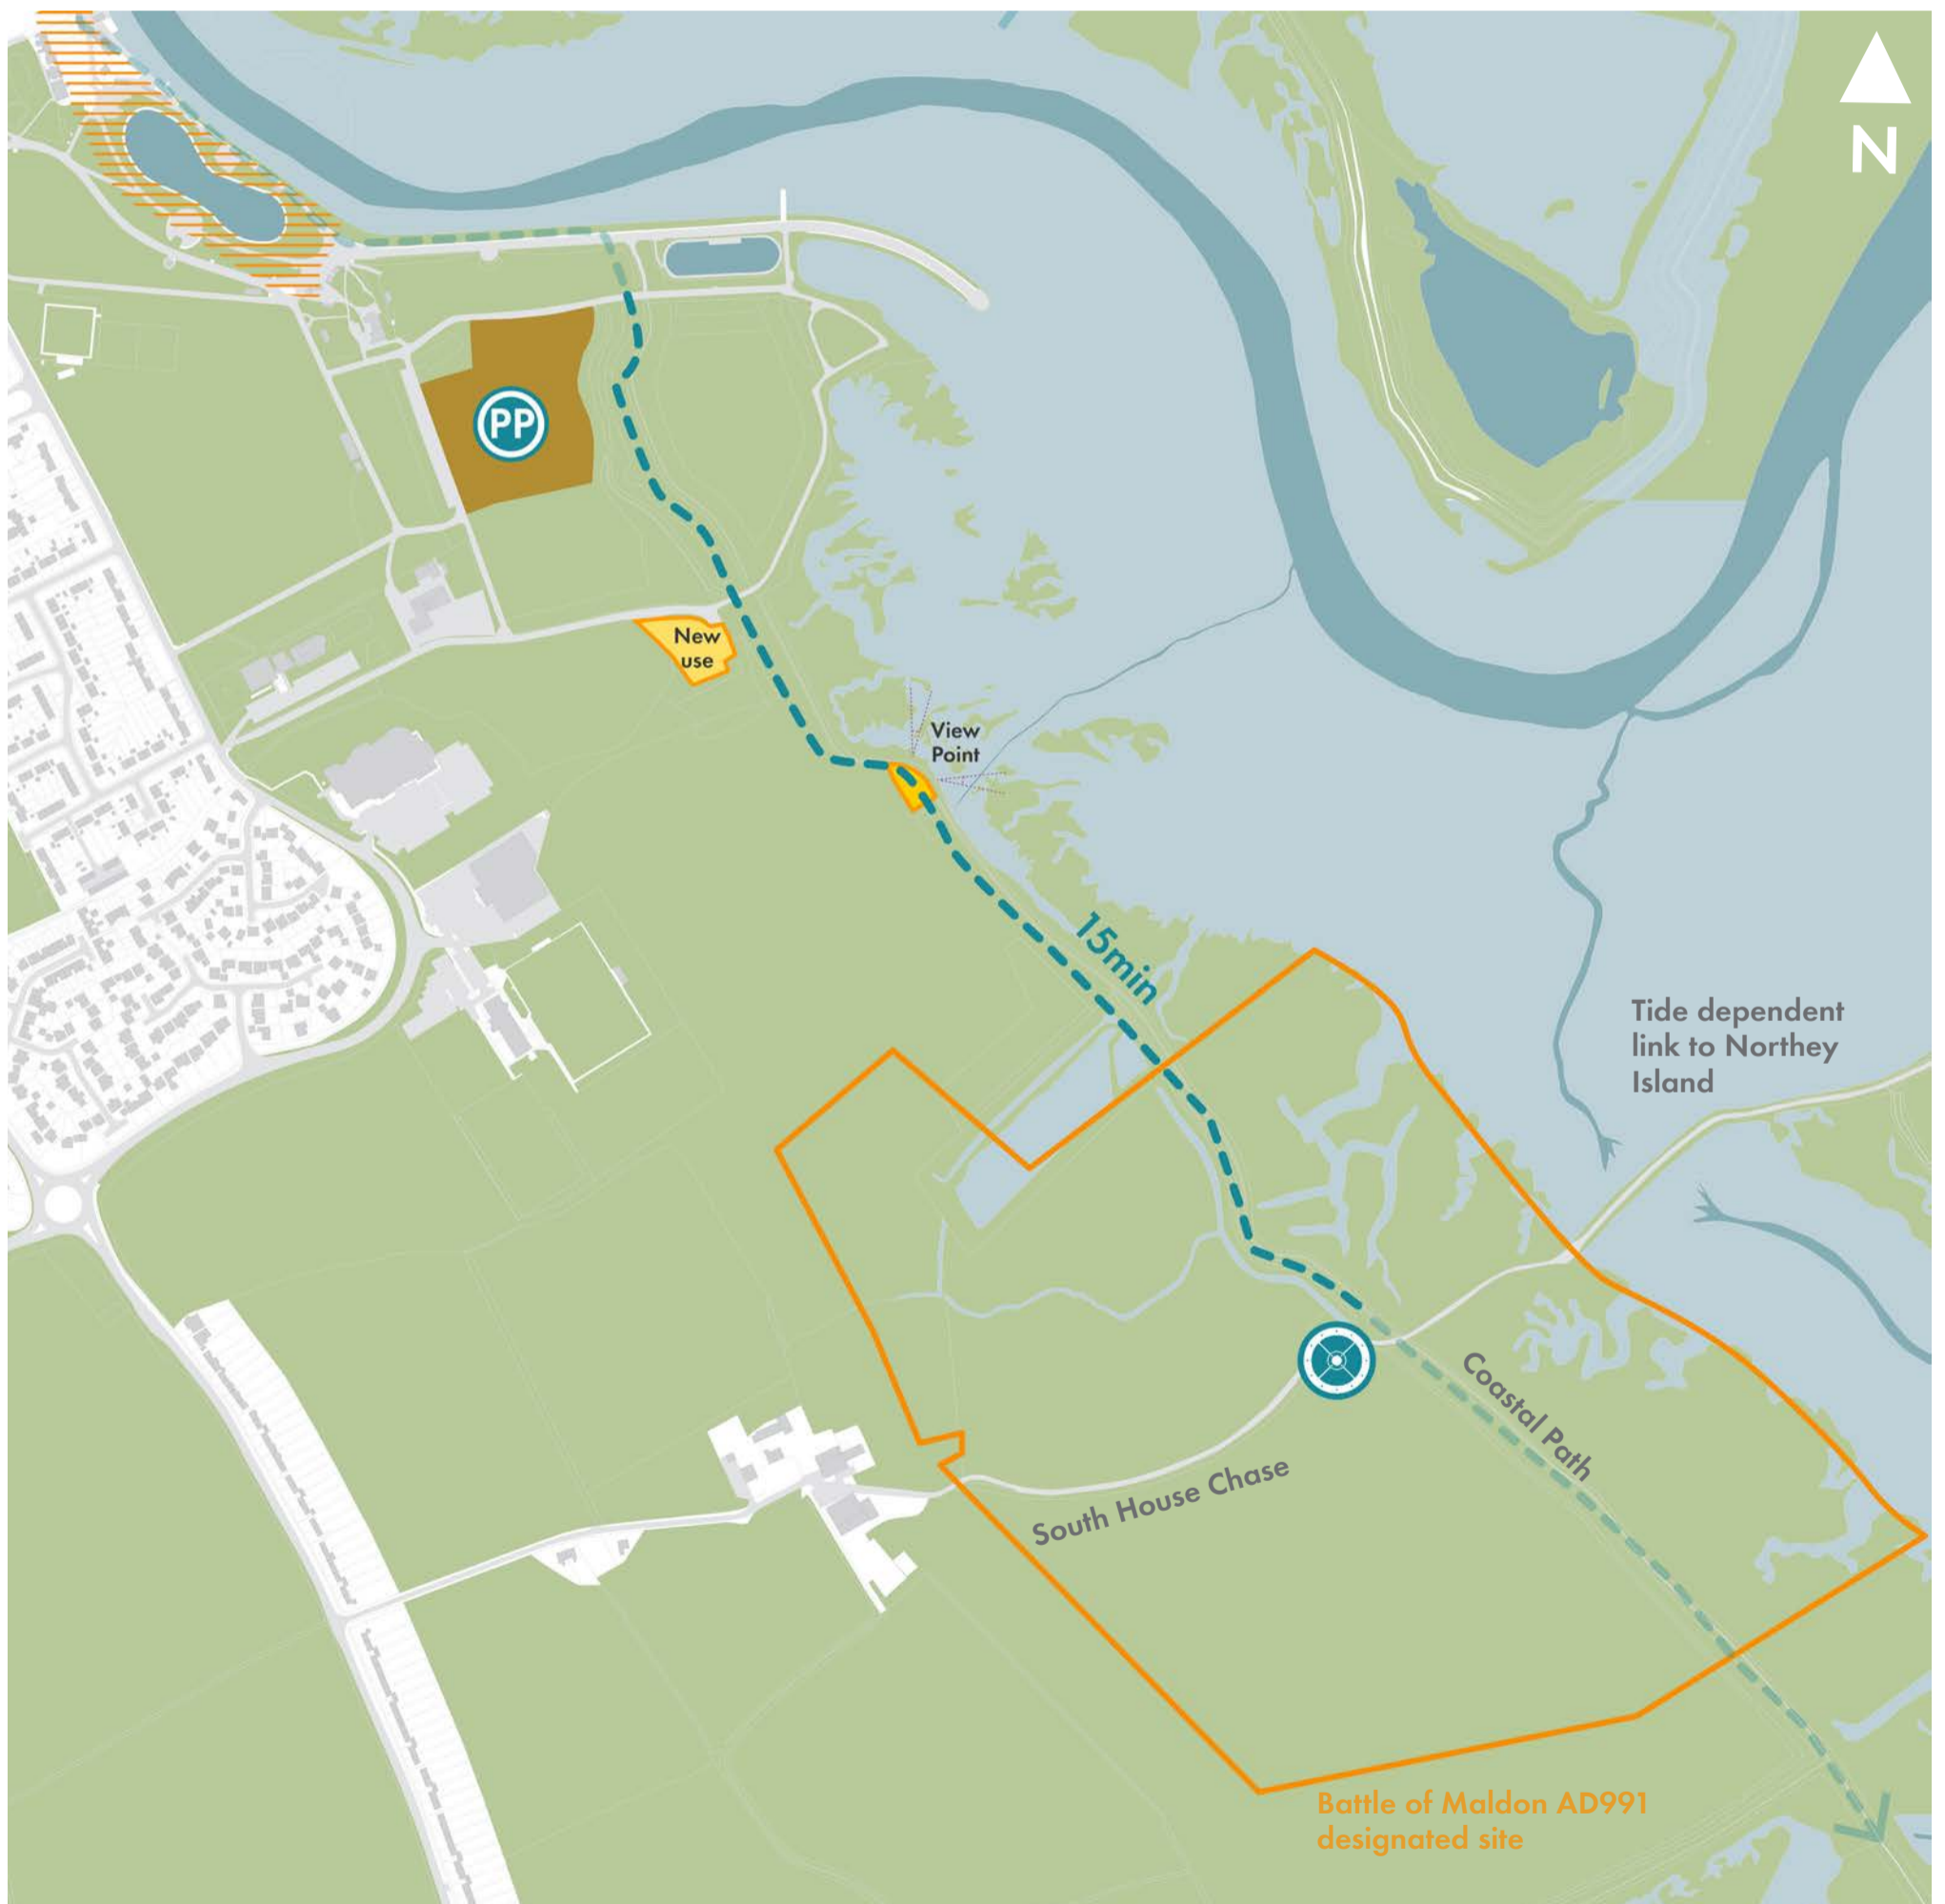 N
PP
New
use
View
Point
15min
Tide dependent
link to Northey
Island
Coastal Path
South House Chase
Battle of Maldon AD991
designated site